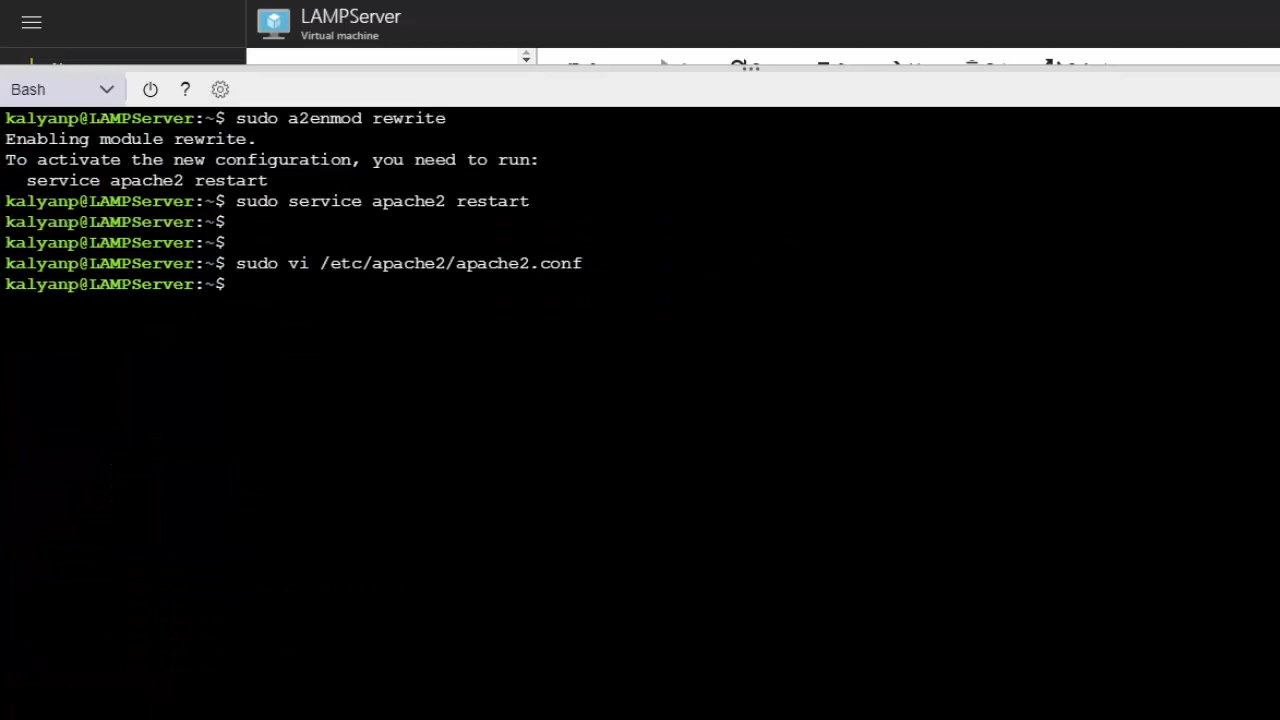 LAMPServer
Virtual machine
Bash
?
kalyanp@LAMPServer:~$ sudo a2enmod rewrite
Enabling module rewrite.
To activate the new configuration, you need to run:
  service apache2 restart
kalyanp@LAMPServer:~$ sudo service apache2 restart
kalyanp@LAMPServer:~$
kalyanp@LAMPServer:~$
kalyanp@LAMPServer:~$ sudo vi /etc/apache2/apache2.conf
kalyanp@LAMPServer:~$